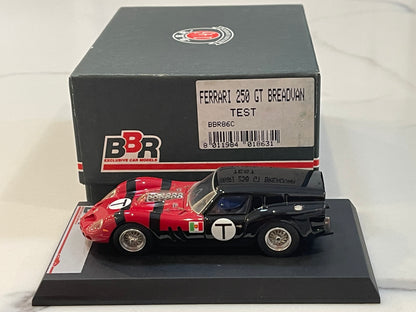 FERRARI 250 GT BREADVAN
TEST
BBR86C
8 011984 018631
BBR
EXCLUSIVE CAR MODELS
T